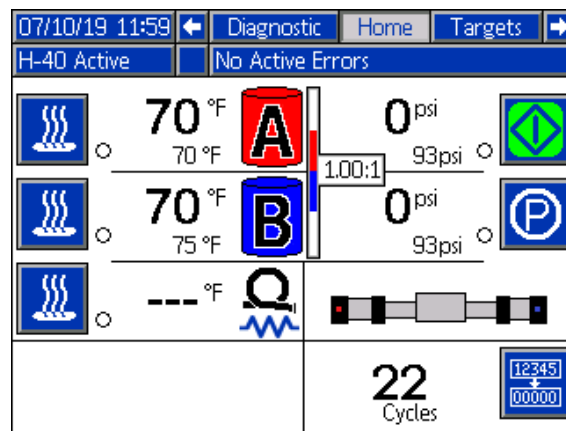 07/10/19 11:59 Diagnostic Home Targets
H-40 Active No Active Errors
70 °F A 0 psi
70 °F 93psi
1.00:1
70 °F B 0 psi
75 °F 93psi
P
--- °F
22
Cycles
12345
00000